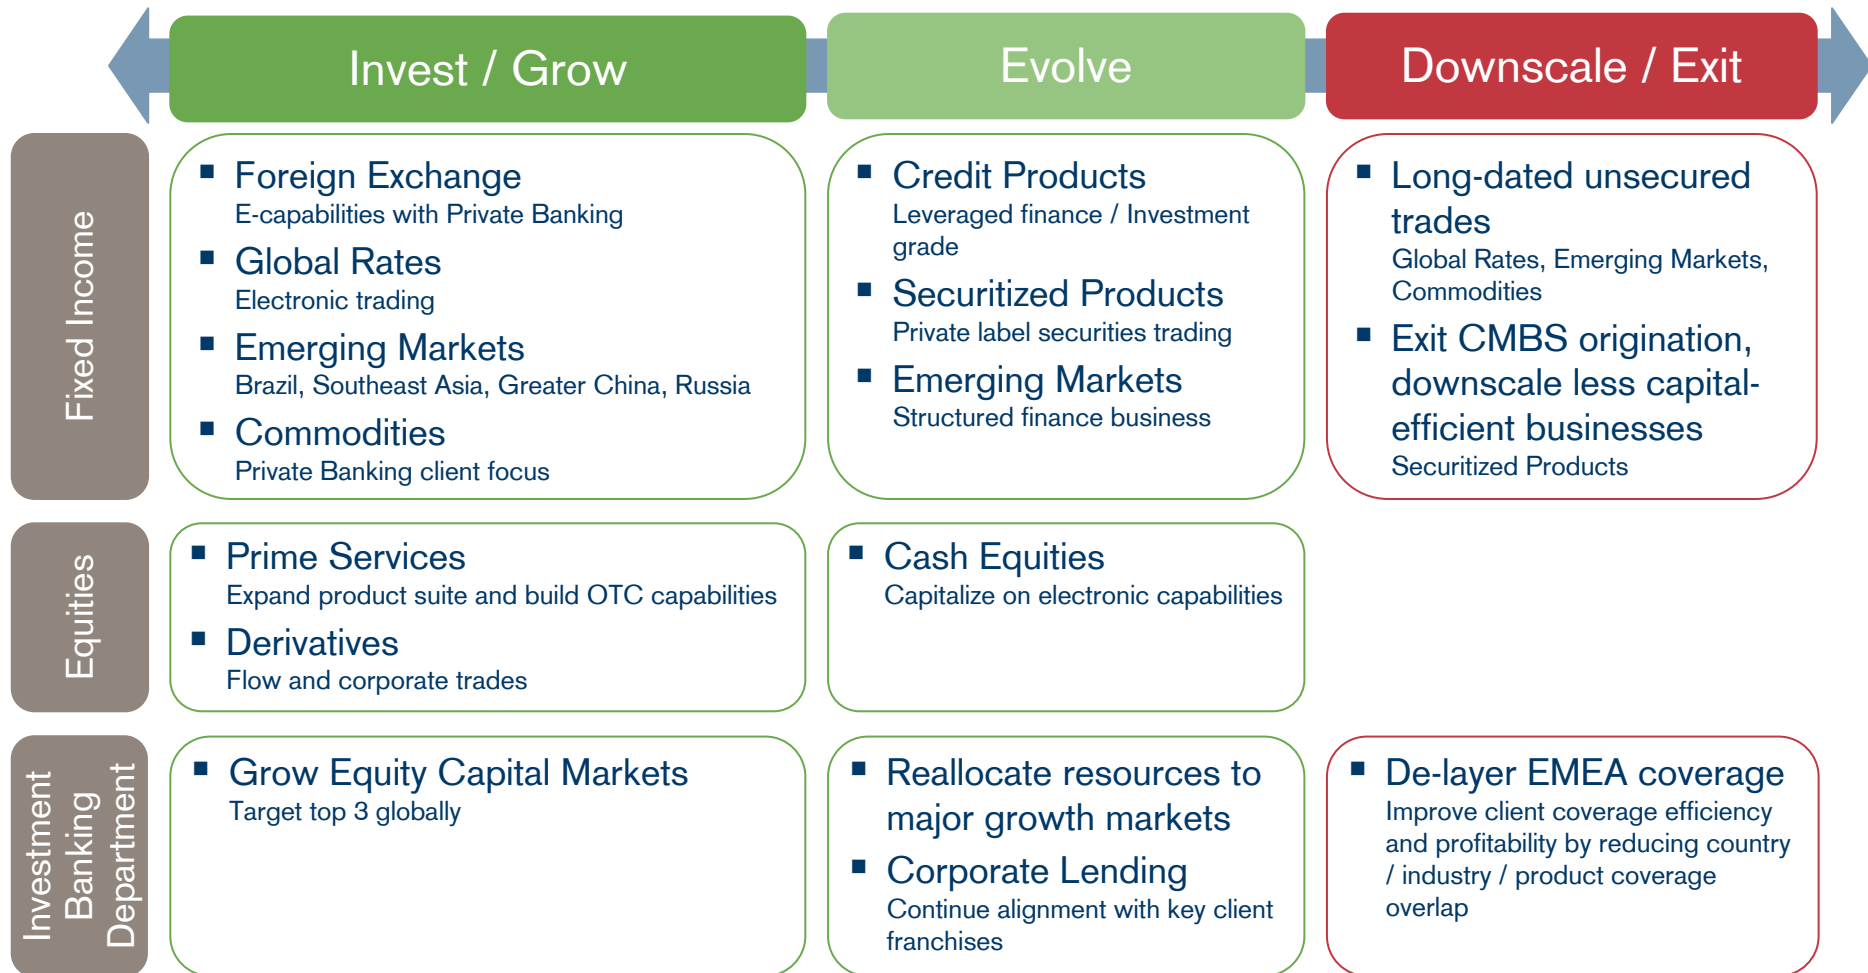 Invest / Grow
Evolve
Downscale / Exit
Fixed Income
▪ Foreign Exchange
E-capabilities with Private Banking
▪ Global Rates
Electronic trading
▪ Emerging Markets
Brazil, Southeast Asia, Greater China, Russia
▪ Commodities
Private Banking client focus
▪ Credit Products
Leveraged finance / Investment
grade
▪ Securitized Products
Private label securities trading
▪ Emerging Markets
Structured finance business
▪ Long-dated unsecured
trades
Global Rates, Emerging Markets,
Commodities
▪ Exit CMBS origination,
downscale less capital-
efficient businesses
Securitized Products
Equities
▪ Prime Services
Expand product suite and build OTC capabilities
▪ Derivatives
Flow and corporate trades
▪ Cash Equities
Capitalize on electronic capabilities
Investment
Banking
Department
▪ Grow Equity Capital Markets
Target top 3 globally
▪ Reallocate resources to
major growth markets
▪ Corporate Lending
Continue alignment with key client
franchises
▪ De-layer EMEA coverage
Improve client coverage efficiency
and profitability by reducing country
/ industry / product coverage
overlap